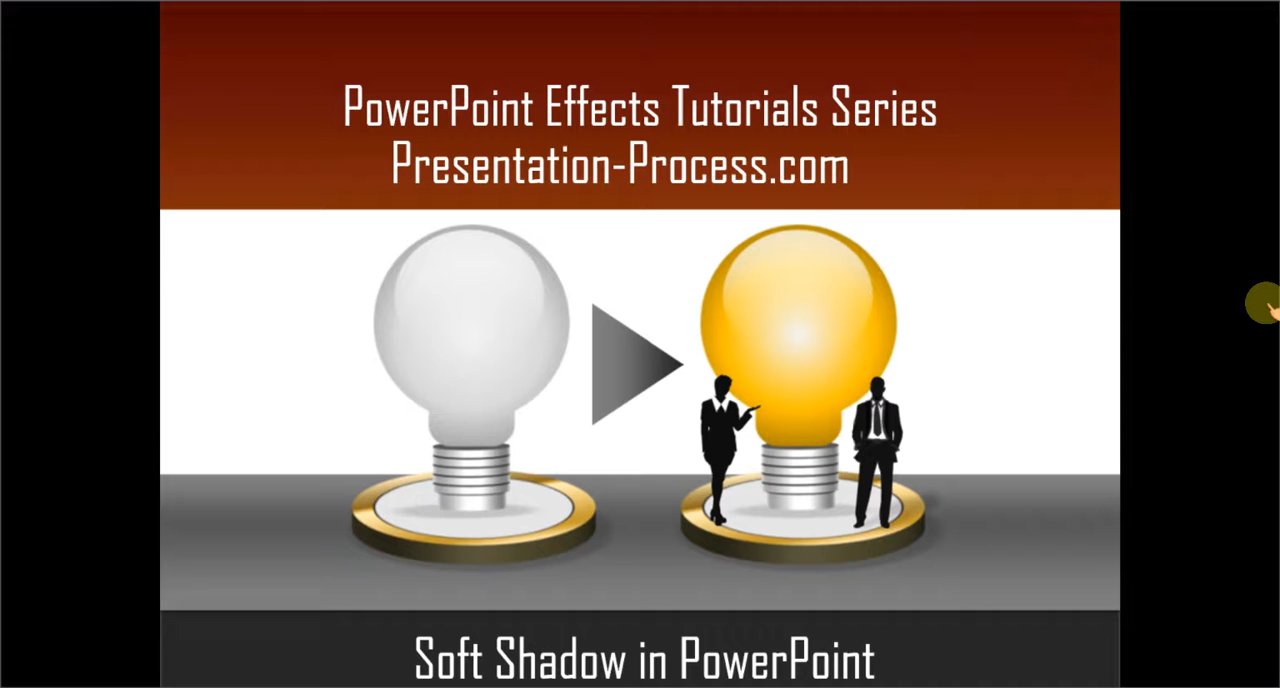 PowerPoint Effects Tutorials Series
Presentation-Process.com
Soft Shadow in PowerPoint